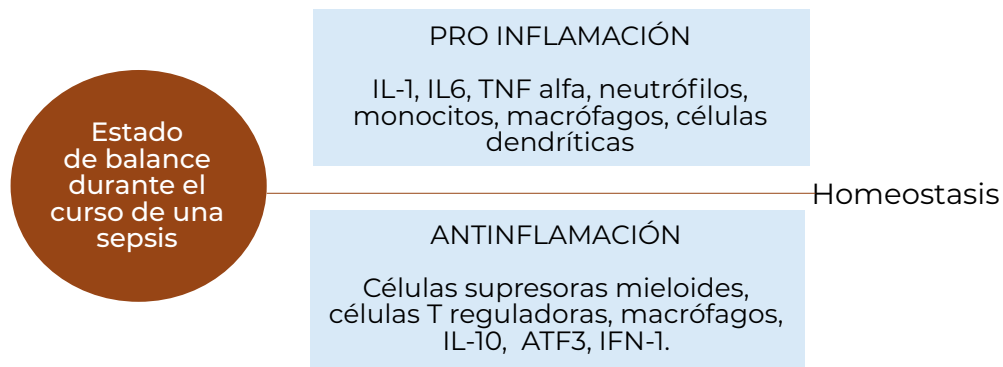 Estado
de balance
durante el
curso de una
sepsis
PRO INFLAMACIÓN
IL-1, IL6, TNF alfa, neutrófilos,
monocitos, macrófagos, células
dendríticas
Homeostasis
ANTINFLAMACIÓN
Células supresoras mieloides,
células T reguladoras, macrófagos,
IL-10, ATF3, IFN-1.